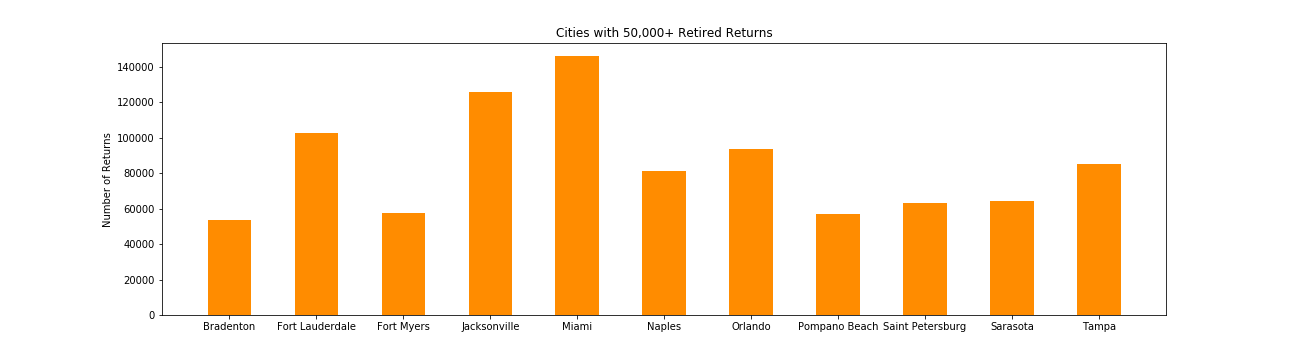 Cities with 50,000+ Retired Returns
Number of Returns
140000
120000
100000
80000
60000
40000
20000
0
Bradenton Fort Lauderdale Fort Myers Jacksonville Miami Naples Orlando Pompano Beach Saint Petersburg Sarasota Tampa